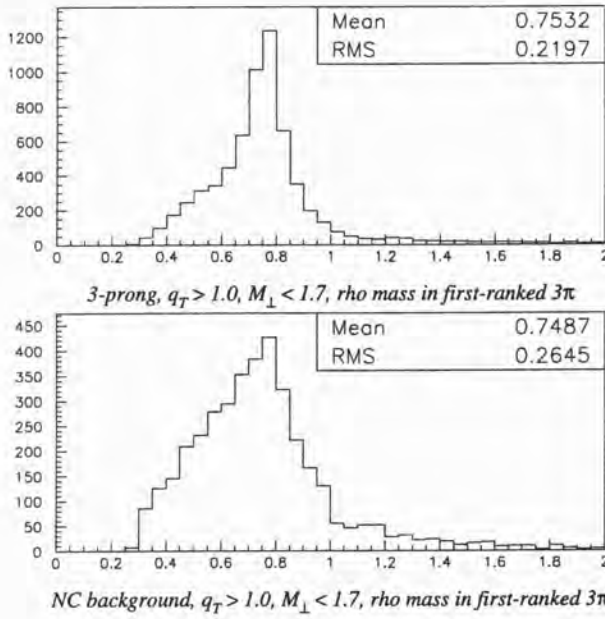 Mean 0.7532
RMS 0.2197
1200
1000
800
600
400
200
0
0 0.2 0.4 0.6 0.8 1 1.2 1.4 1.6 1.8 2
3-prong, q_T > 1.0, M_⊥ < 1.7, rho mass in first-ranked 3π
Mean 0.7487
RMS 0.2645
450
400
350
300
250
200
150
100
50
0
0 0.2 0.4 0.6 0.8 1 1.2 1.4 1.6 1.8 2
NC background, q_T > 1.0, M_⊥ < 1.7, rho mass in first-ranked 3π